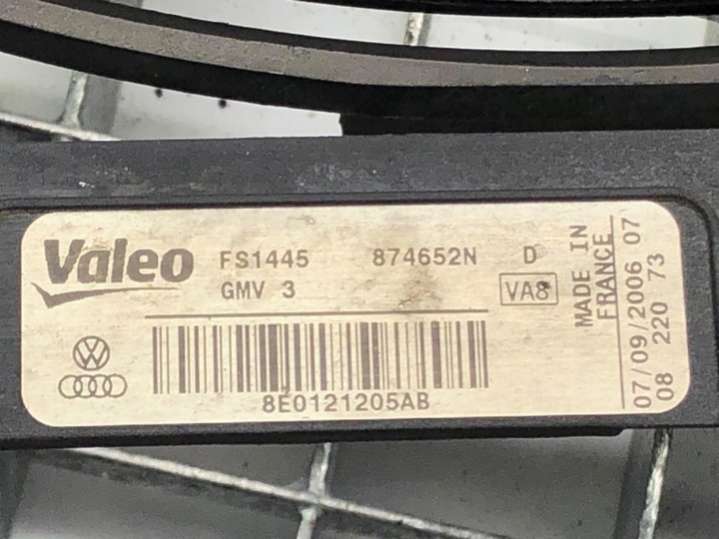 Valeo FS1445 874652N D
GMV 3 VA8
8E0121205AB
MADE IN
FRANCE
07/09/2006 07
08 220 73